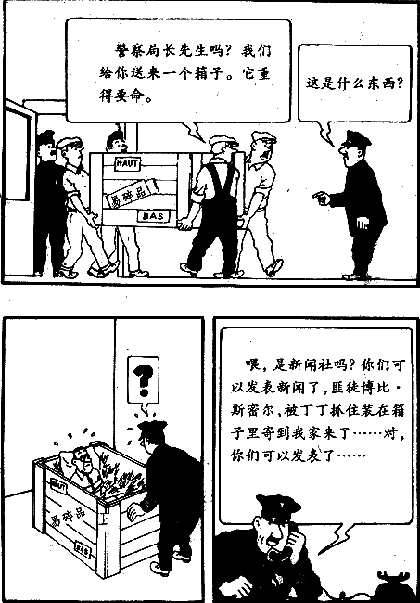 警察局长先生吗？我们
给你送来一个箱子。它重
得要命。
这是什么东西？
HAUT
易碎品
BAS
?
HAUT
易碎品
BAS
喂，是新闻社吗？你们可
以发表新闻了，匪徒博比·
斯密尔，被丁丁抓住装在箱
子里寄到我家来了……对，
你们可以发表了……